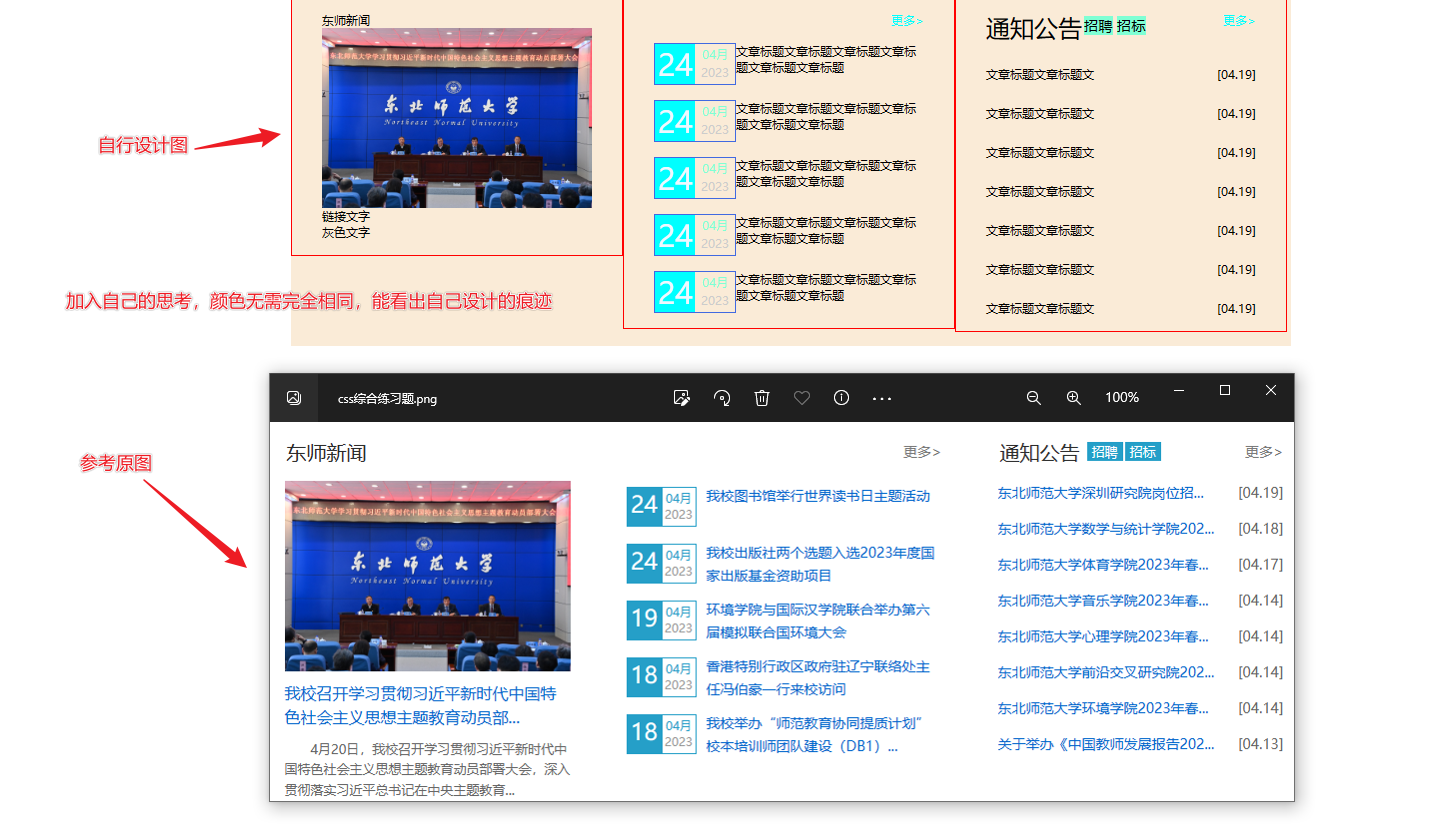 东师新闻
更多>
通知公告 招聘 招标
更多>
东北师范大学学习贯彻习近平新时代中国特色社会主义思想主题教育动员部署大会
东北师范大学
Northeast Normal University
链接文字
灰色文字
24 04月 2023
文章标题文章标题文章标题文章标
题文章标题文章标题
24 04月 2023
文章标题文章标题文章标题文章标
题文章标题文章标题
24 04月 2023
文章标题文章标题文章标题文章标
题文章标题文章标题
24 04月 2023
文章标题文章标题文章标题文章标
题文章标题文章标题
24 04月 2023
文章标题文章标题文章标题文章标
题文章标题文章标题
文章标题文章标题文 [04.19]
文章标题文章标题文 [04.19]
文章标题文章标题文 [04.19]
文章标题文章标题文 [04.19]
文章标题文章标题文 [04.19]
文章标题文章标题文 [04.19]
文章标题文章标题文 [04.19]
自行设计图
加入自己的思考，颜色无需完全相同，能看出自己设计的痕迹
css综合练习题.png
100%
参考原图
东师新闻
更多>
通知公告 招聘 招标
更多>
东北师范大学学习贯彻习近平新时代中国特色社会主义思想主题教育动员部署大会
东北师范大学
Northeast Normal University
我校召开学习贯彻习近平新时代中国特
色社会主义思想主题教育动员部...
4月20日，我校召开学习贯彻习近平新时代中
国特色社会主义思想主题教育动员部署大会，深入
贯彻落实习近平总书记在中央主题教育...
24 04月 2023
我校图书馆举行世界读书日主题活动
24 04月 2023
我校出版社两个选题入选2023年度国
家出版基金资助项目
19 04月 2023
环境学院与国际汉学院联合举办第六
届模拟联合国环境大会
18 04月 2023
香港特别行政区政府驻辽宁联络处主
任冯伯豪一行来校访问
18 04月 2023
我校举办“师范教育协同提质计划”
校本培训师团队建设（DB1）...
东北师范大学深圳研究院岗位招... [04.19]
东北师范大学数学与统计学院202... [04.18]
东北师范大学体育学院2023年春... [04.17]
东北师范大学音乐学院2023年春... [04.14]
东北师范大学心理学院2023年春... [04.14]
东北师范大学前沿交叉研究院202... [04.14]
东北师范大学环境学院2023年春... [04.14]
关于举办《中国教师发展报告202... [04.13]